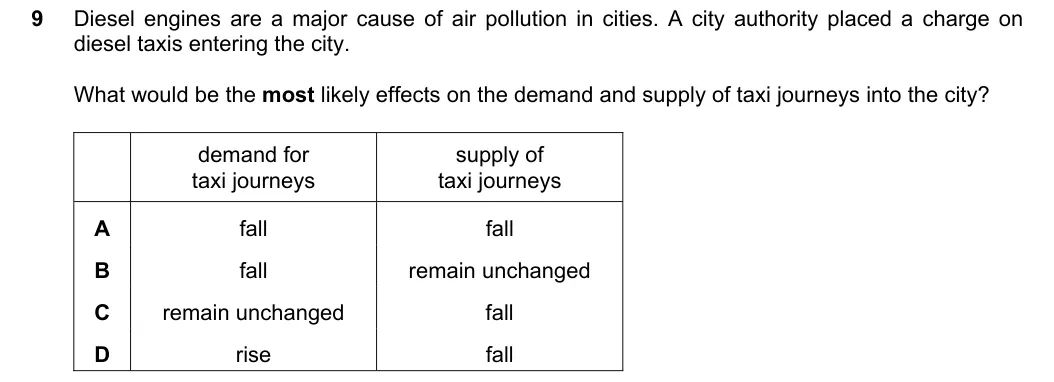 9 Diesel engines are a major cause of air pollution in cities. A city authority placed a charge on
diesel taxis entering the city.
What would be the most likely effects on the demand and supply of taxi journeys into the city?
demand for supply of
taxi journeys taxi journeys
A fall fall
B fall remain unchanged
C remain unchanged fall
D rise fall